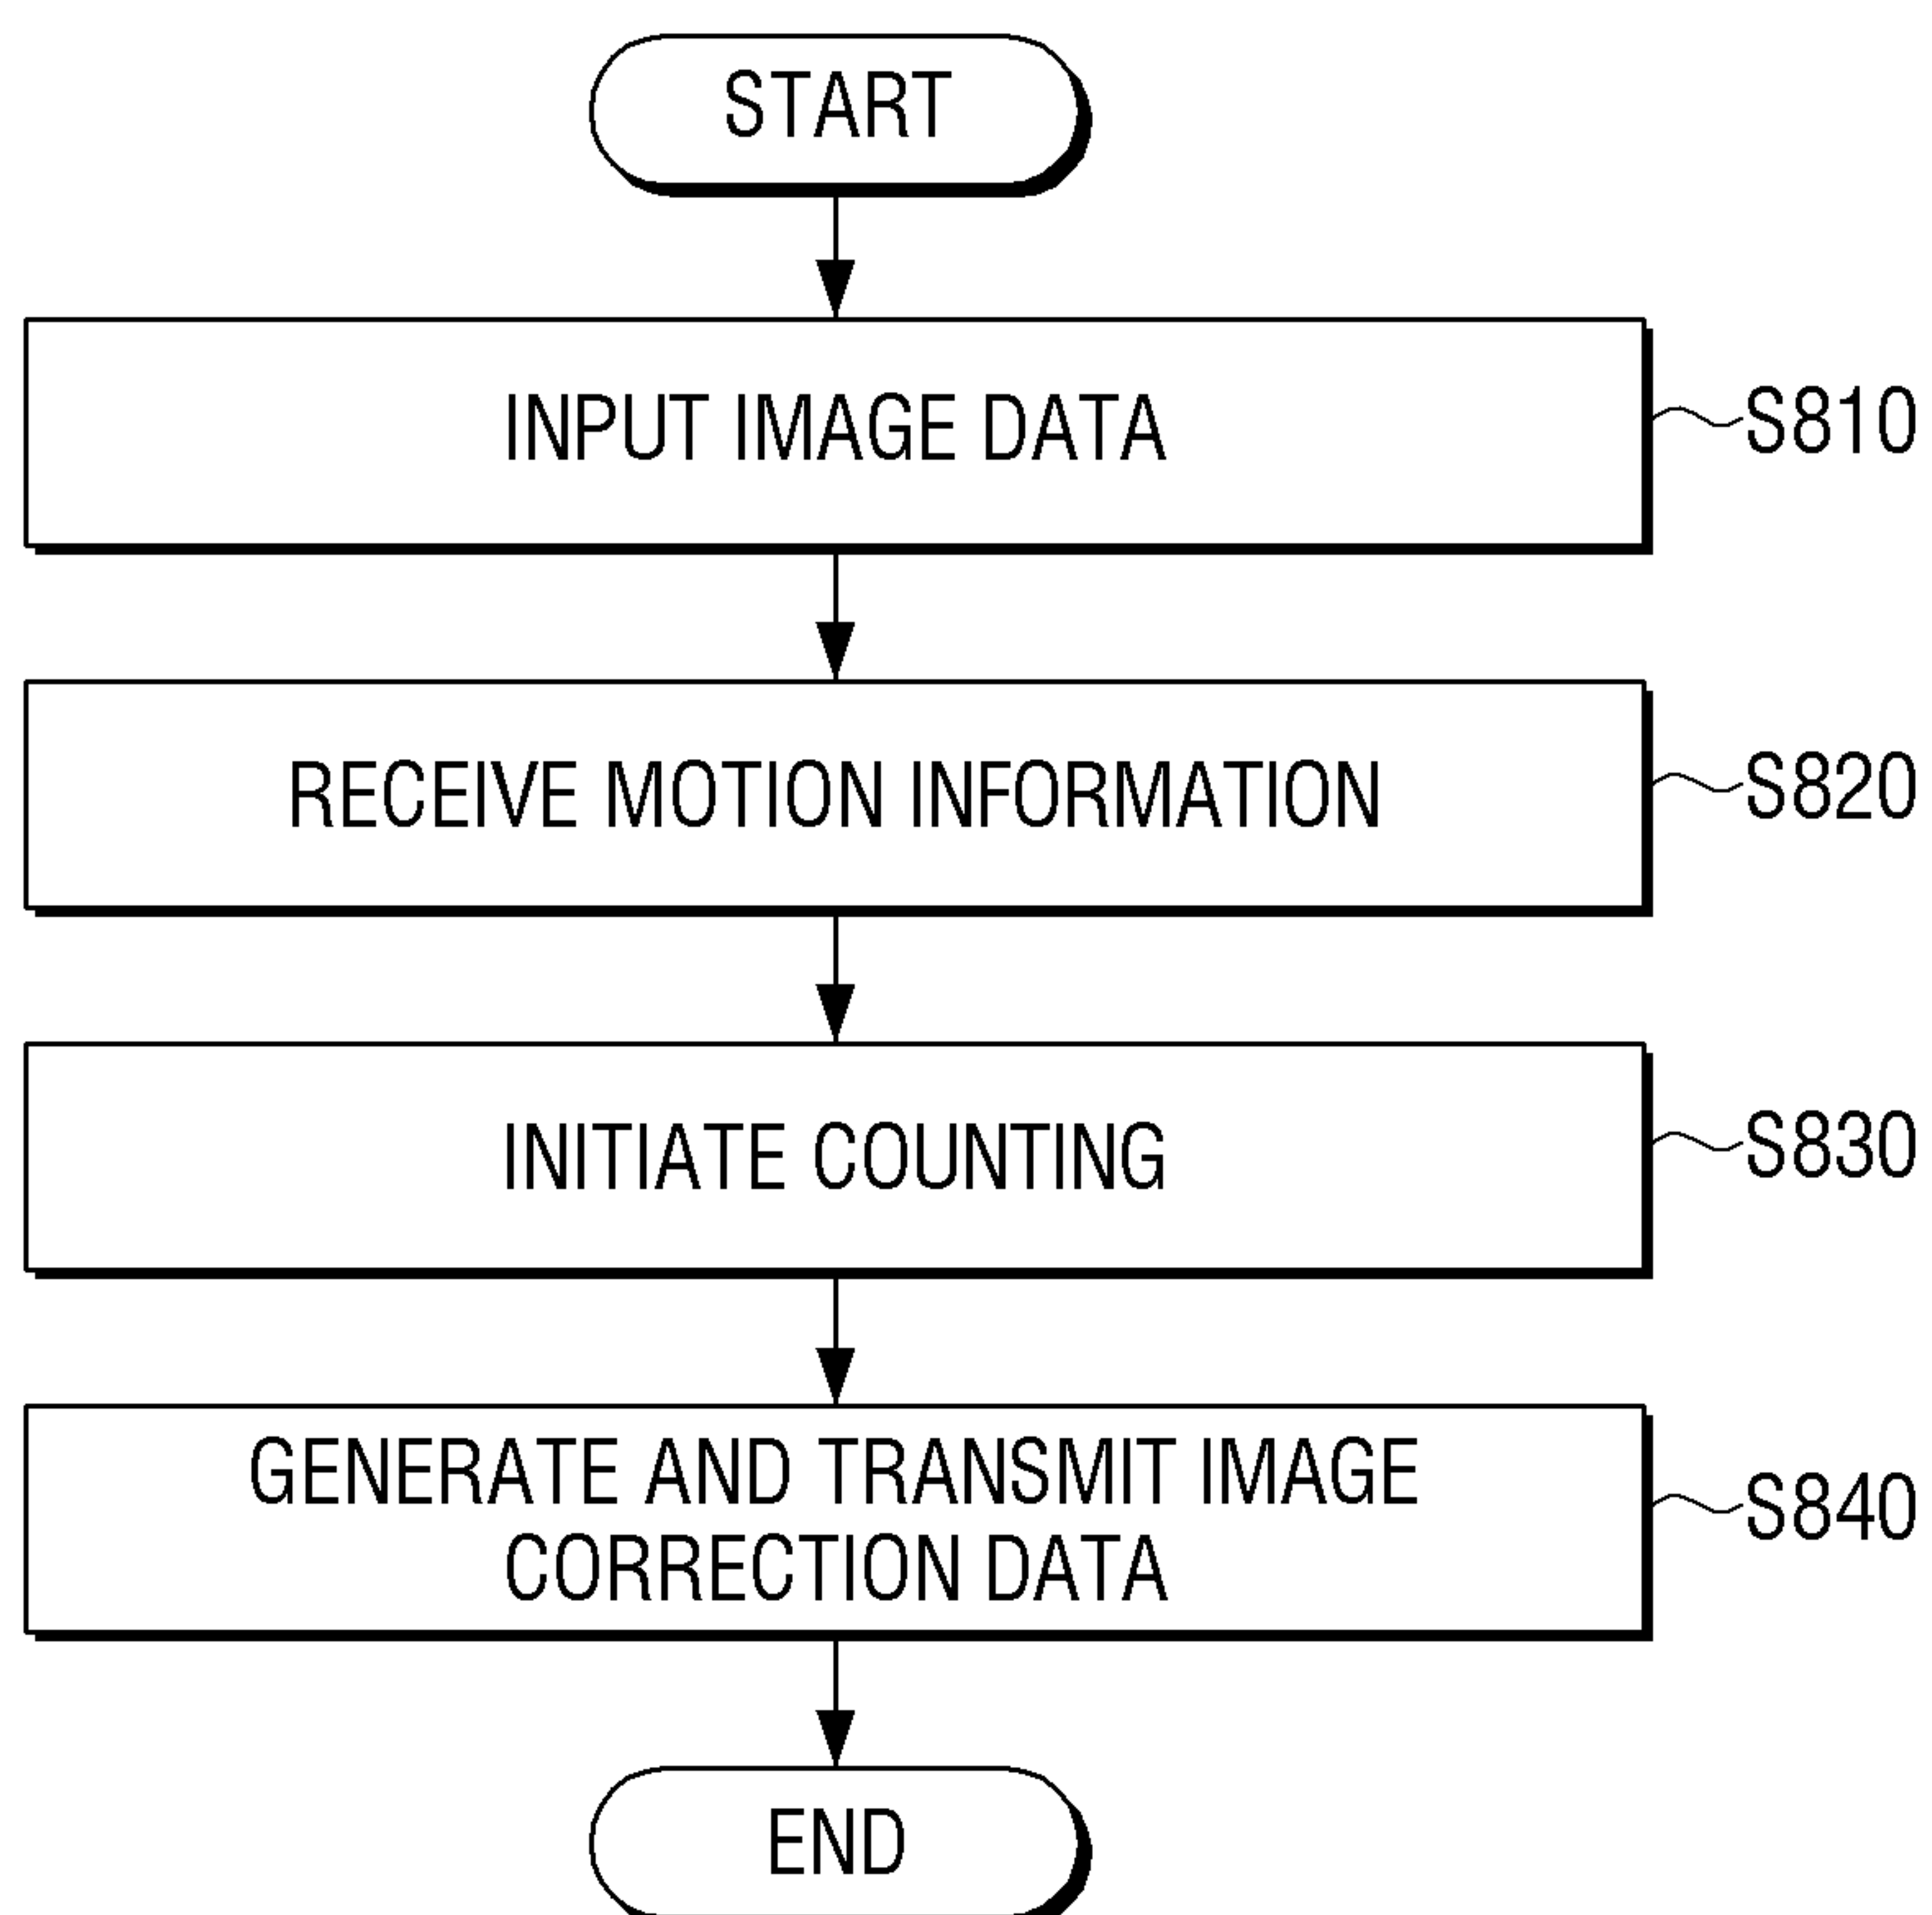 START
INPUT IMAGE DATA
S810
RECEIVE MOTION INFORMATION
S820
INITIATE COUNTING
S830
GENERATE AND TRANSMIT IMAGE
CORRECTION DATA
S840
END